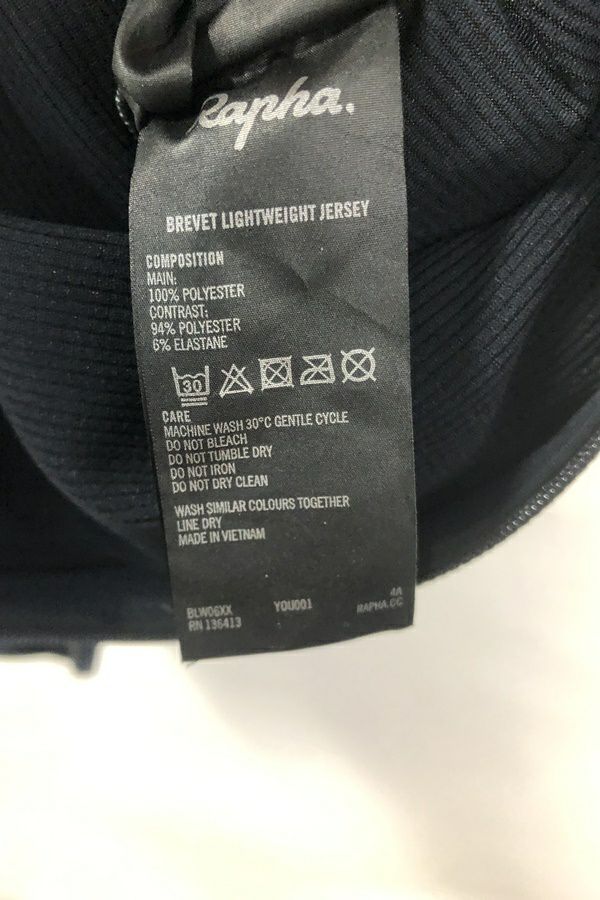 Rapha.
BREVET LIGHTWEIGHT JERSEY
COMPOSITION
MAIN:
100% POLYESTER
CONTRAST:
94% POLYESTER
6% ELASTANE
30
CARE
MACHINE WASH 30°C GENTLE CYCLE
DO NOT BLEACH
DO NOT TUMBLE DRY
DO NOT IRON
DO NOT DRY CLEAN
WASH SIMILAR COLOURS TOGETHER
LINE DRY
MADE IN VIETNAM
BLW06XX YOU001 4A
RN 136413 RAPHA.CC